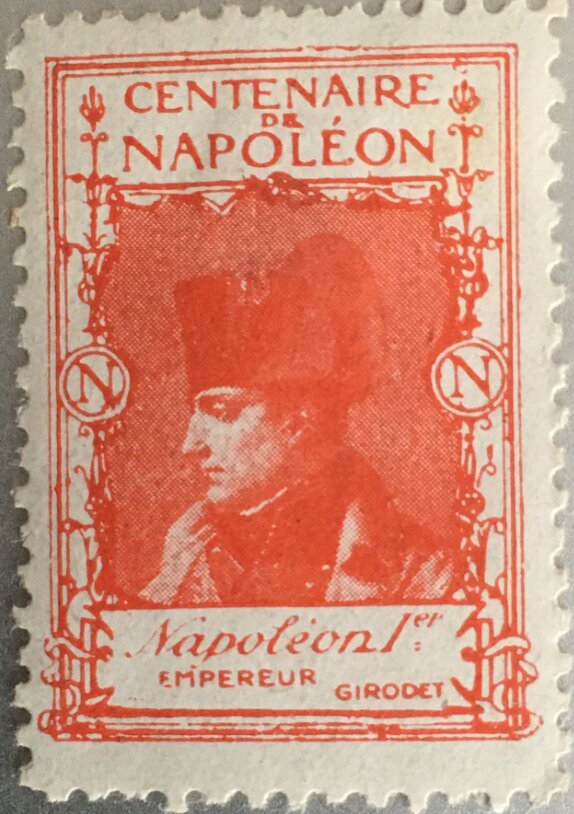 CENTENAIRE
DE
NAPOLÉON
N N
Napoléon Ier
EMPEREUR
GIRODET